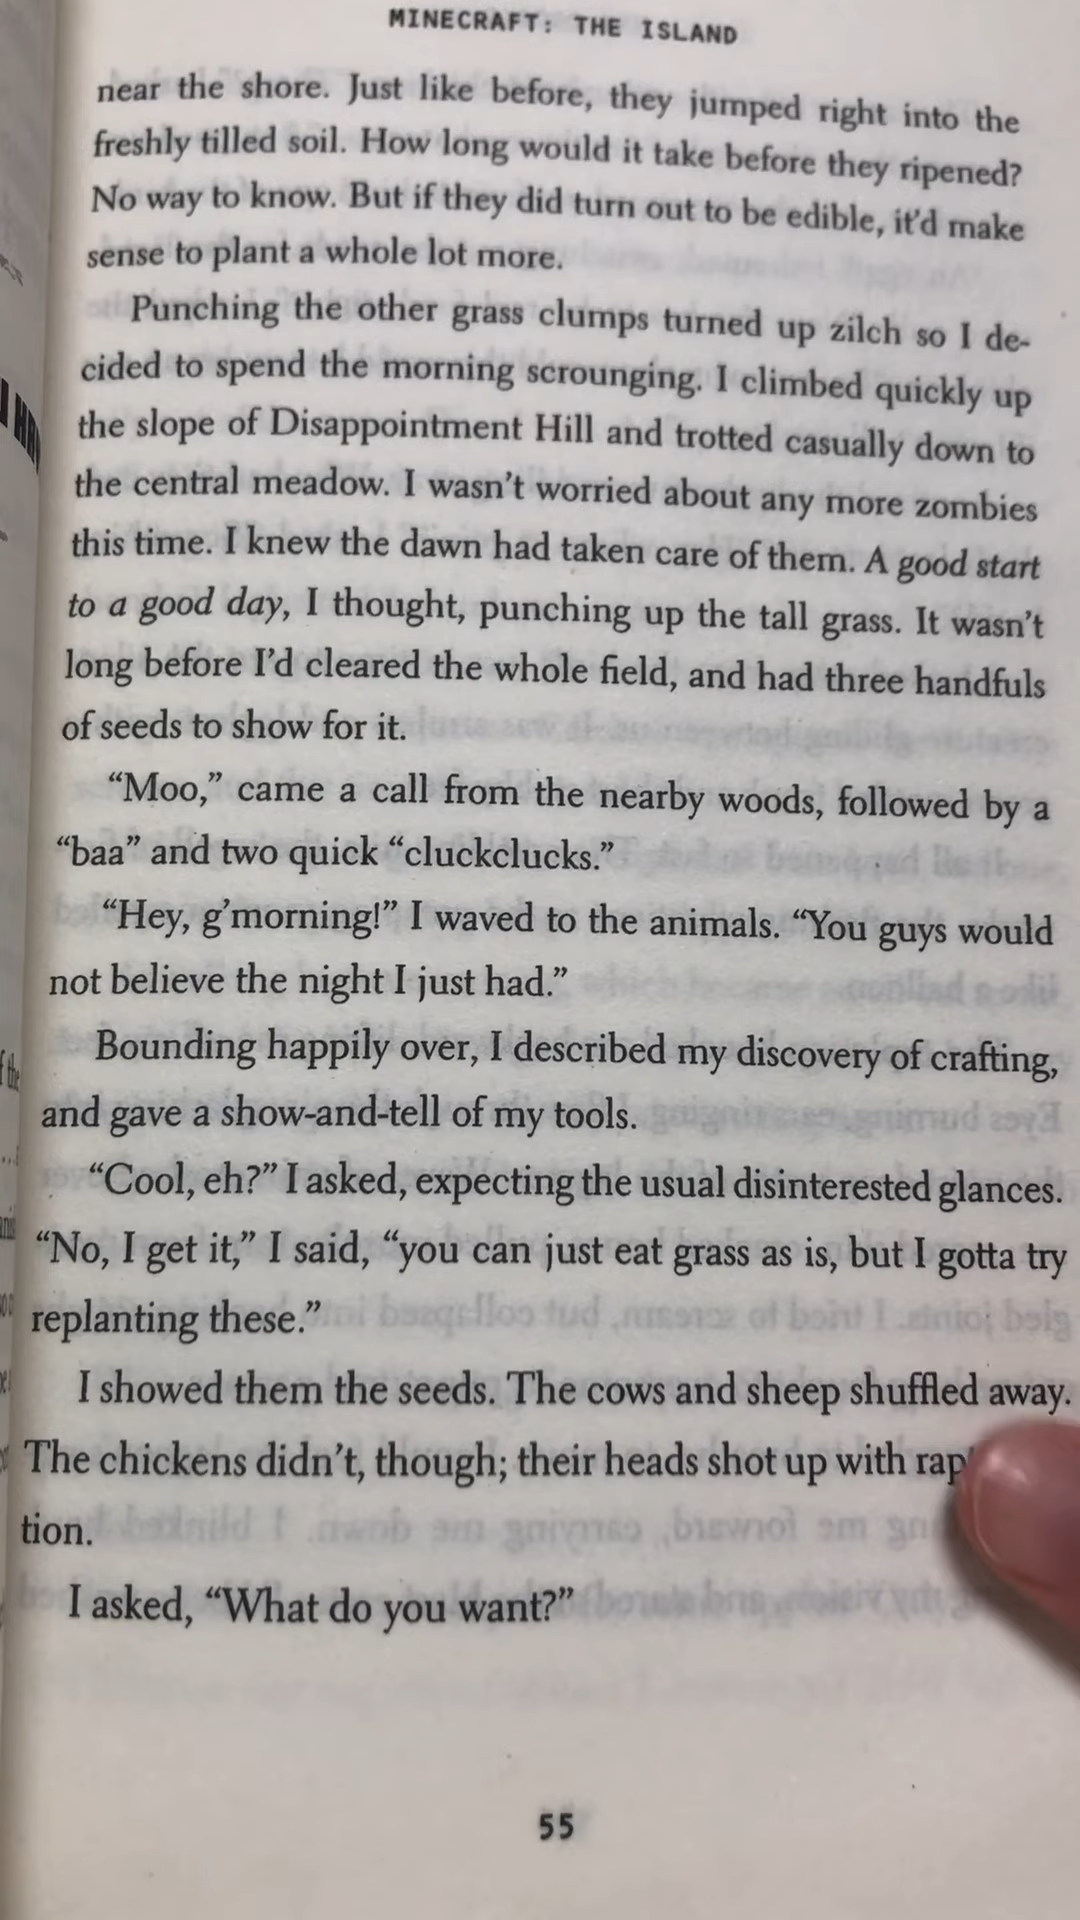 MINECRAFT: THE ISLAND
near the shore. Just like before, they jumped right into the
freshly tilled soil. How long would it take before they ripened?
No way to know. But if they did turn out to be edible, it'd make
sense to plant a whole lot more.
Punching the other grass clumps turned up zilch so I de-
cided to spend the morning scrounging. I climbed quickly up
the slope of Disappointment Hill and trotted casually down to
the central meadow. I wasn't worried about any more zombies
this time. I knew the dawn had taken care of them. A good start
to a good day, I thought, punching up the tall grass. It wasn't
long before I'd cleared the whole field, and had three handfuls
of seeds to show for it.
“Moo,” came a call from the nearby woods, followed by a
“baa” and two quick “cluckclucks.”
“Hey, g'morning!” I waved to the animals. “You guys would
not believe the night I just had.”
Bounding happily over, I described my discovery of crafting,
and gave a show-and-tell of my tools.
“Cool, eh?” I asked, expecting the usual disinterested glances.
“No, I get it,” I said, “you can just eat grass as is, but I gotta try
replanting these.”
I showed them the seeds. The cows and sheep shuffled away.
The chickens didn't, though; their heads shot up with
tion.
I asked, “What do you want?”
55